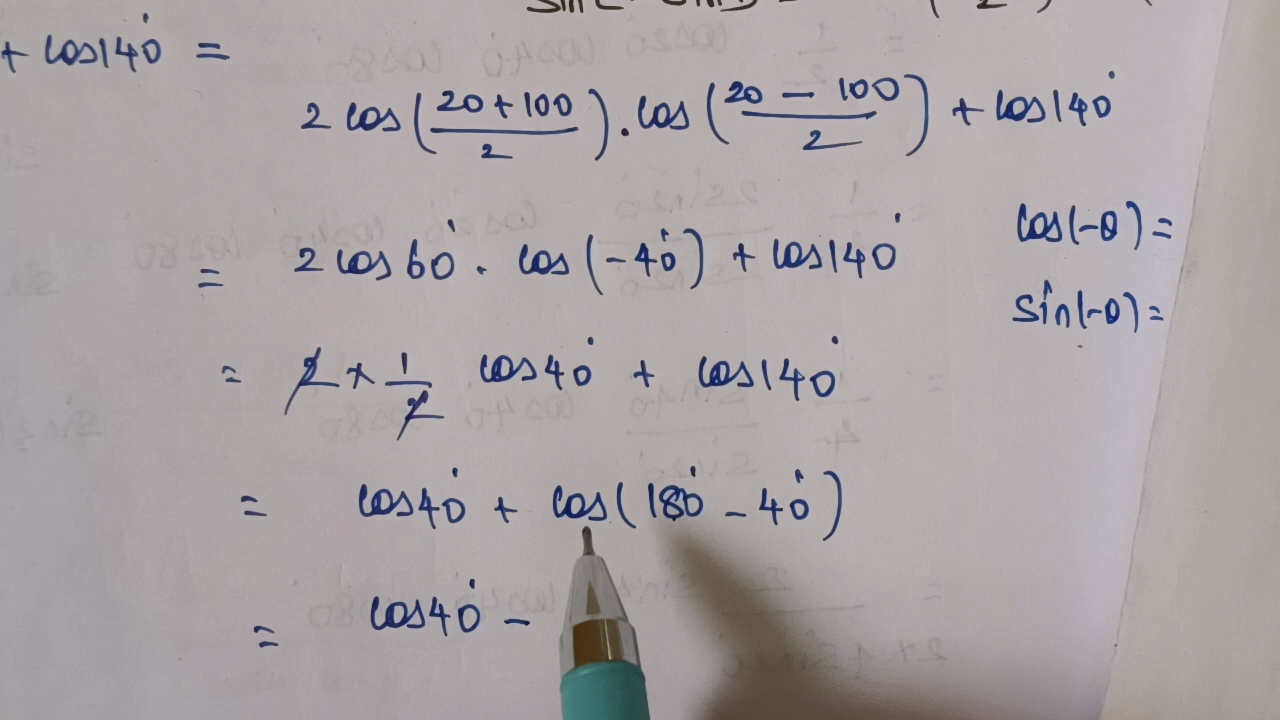 + cos140° =
2 cos(20+100/2).cos(20-100/2) + cos140°
= 2 cos 60°. cos(-40°) + cos140°
cos(-θ)=
sin(-θ)=
= 2 × 1/2 cos40° + cos140°
= cos40° + cos(180°-40°)
= cos40° -